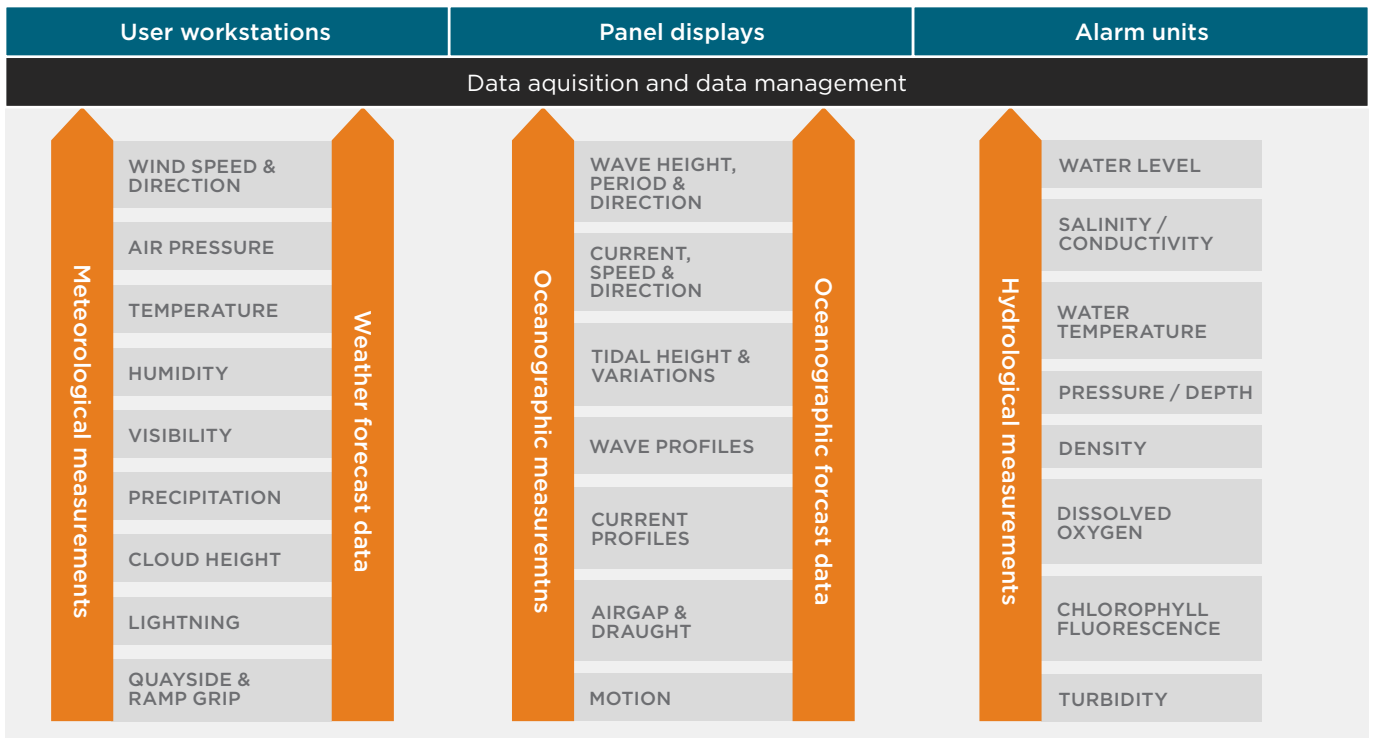 User workstations
Panel displays
Alarm units
Data aquisition and data management
Meteorological measurements
WIND SPEED &
DIRECTION
AIR PRESSURE
TEMPERATURE
HUMIDITY
VISIBILITY
PRECIPITATION
CLOUD HEIGHT
LIGHTNING
QUAYSIDE &
RAMP GRIP
Weather forecast data
Oceanographic measuremtns
WAVE HEIGHT,
PERIOD &
DIRECTION
CURRENT,
SPEED &
DIRECTION
TIDAL HEIGHT &
VARIATIONS
WAVE PROFILES
CURRENT
PROFILES
AIRGAP &
DRAUGHT
MOTION
Oceanographic forcast data
Hydrological measurements
WATER LEVEL
SALINITY /
CONDUCTIVITY
WATER
TEMPERATURE
PRESSURE / DEPTH
DENSITY
DISSOLVED
OXYGEN
CHLOROPHYLL
FLUORESCENCE
TURBIDITY